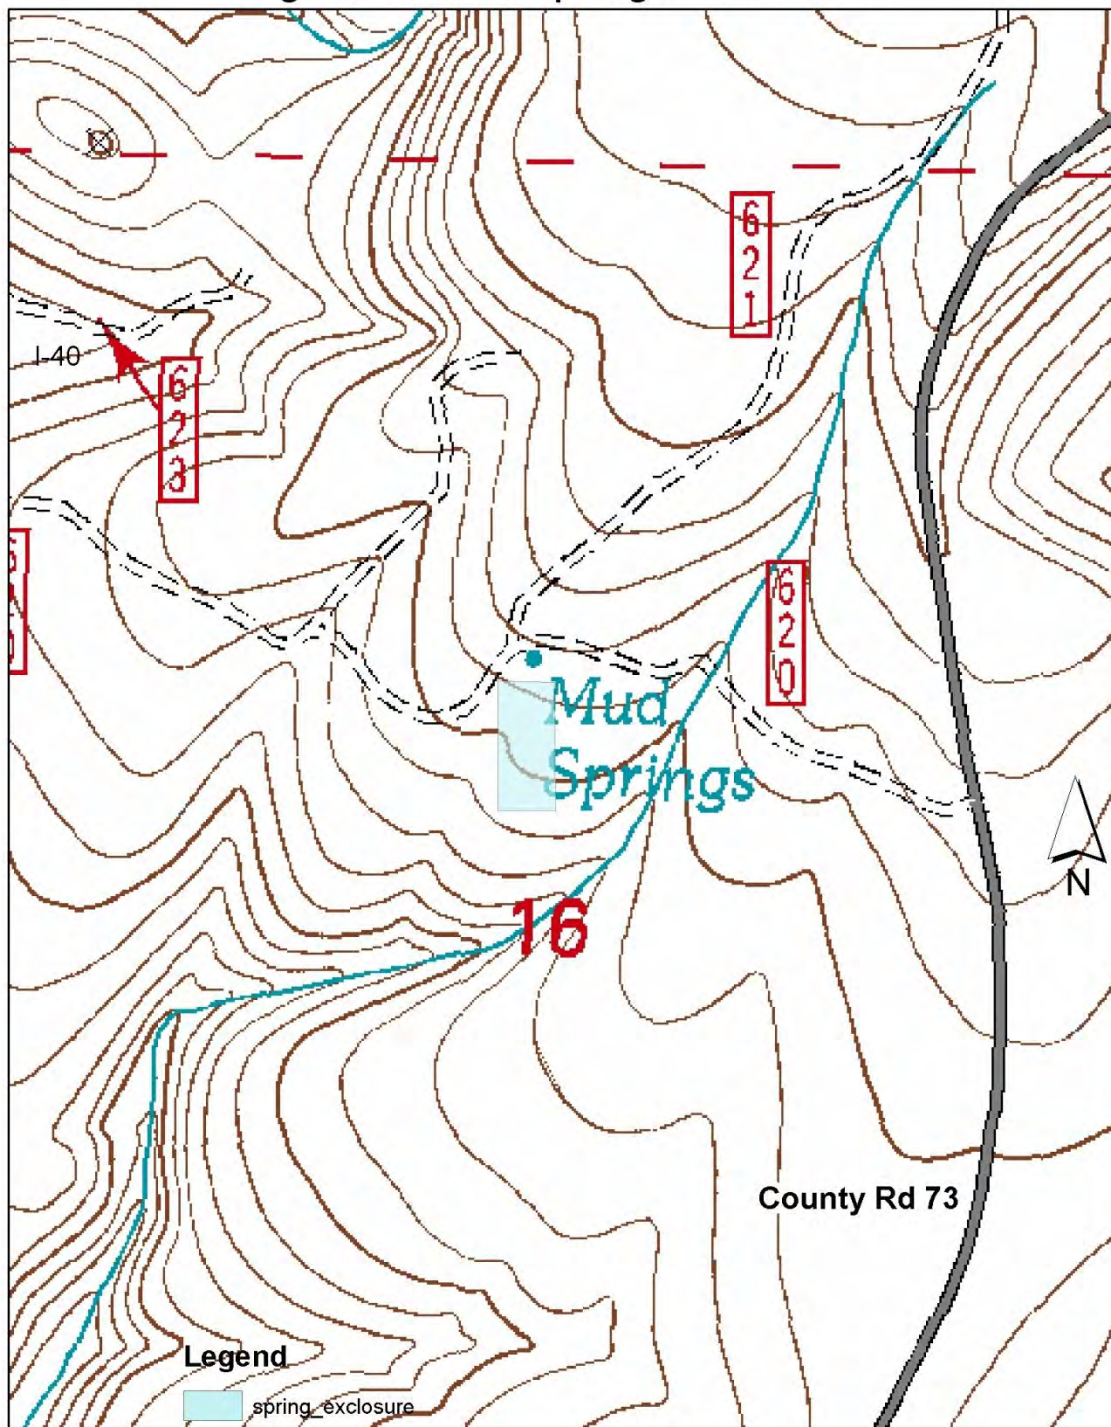 621
I-40
623
620
Mud
Springs
N
16
County Rd 73
Legend
spring_exclosure